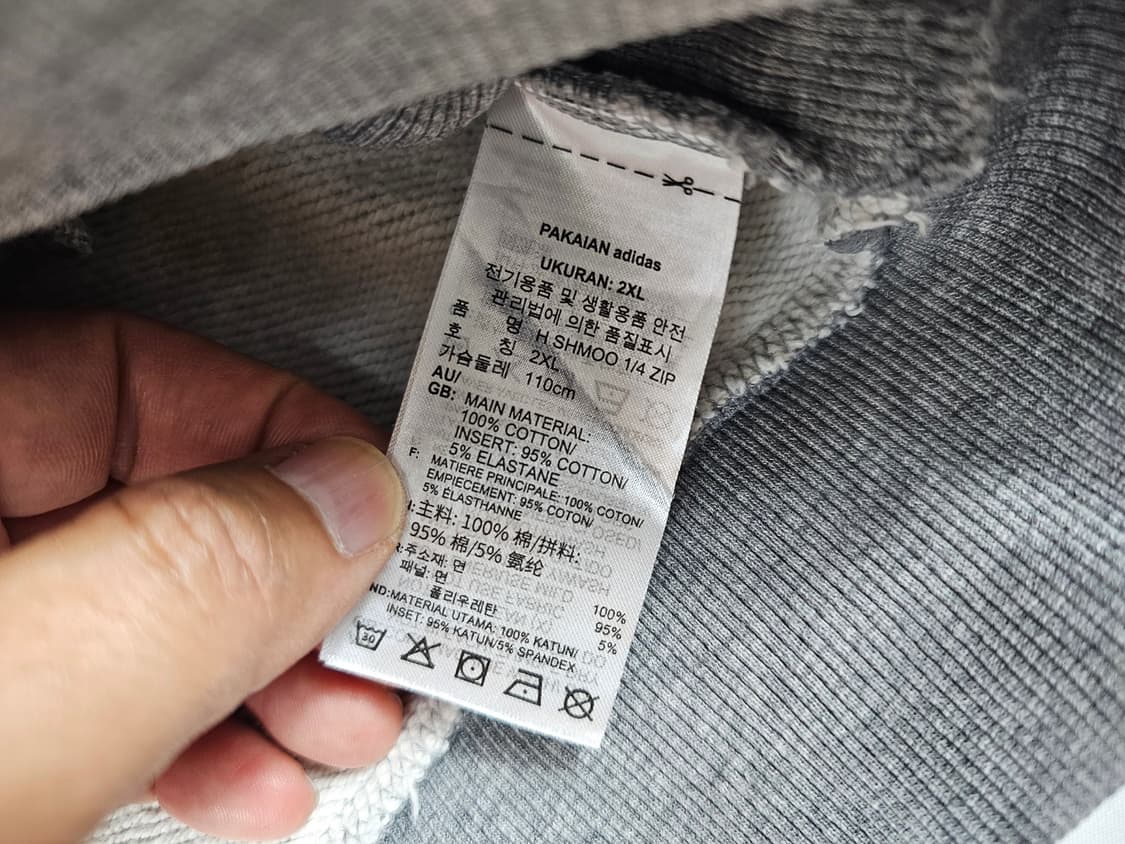 PAKAIAN adidas
UKURAN: 2XL
전기용품 및 생활용품 안전
관리법에 의한 품질표시
품 명 H SHMOO 1/4 ZIP
호 칭 2XL
가슴둘레 110cm
AU/
GB: MAIN MATERIAL:
100% COTTON/
INSERT: 95% COTTON/
5% ELASTANE
F: MATIERE PRINCIPALE: 100% COTON/
EMPIECEMENT: 95% COTON/
5% ÉLASTHANNE
主料: 100% 棉/拼料:
95% 棉/5% 氨纶
주소재: 면 100%
패널: 면 95%
폴리우레탄 5%
ND: MATERIAL UTAMA: 100% KATUN/
INSET: 95% KATUN/5% SPANDEX
30